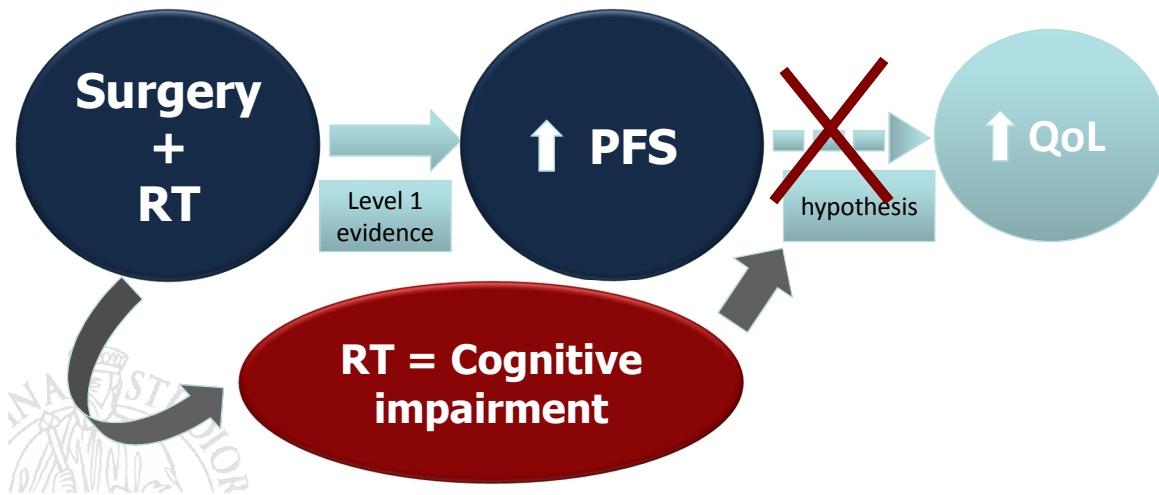 Surgery
+
RT
Level 1
evidence
PFS
hypothesis
QoL
RT = Cognitive
impairment